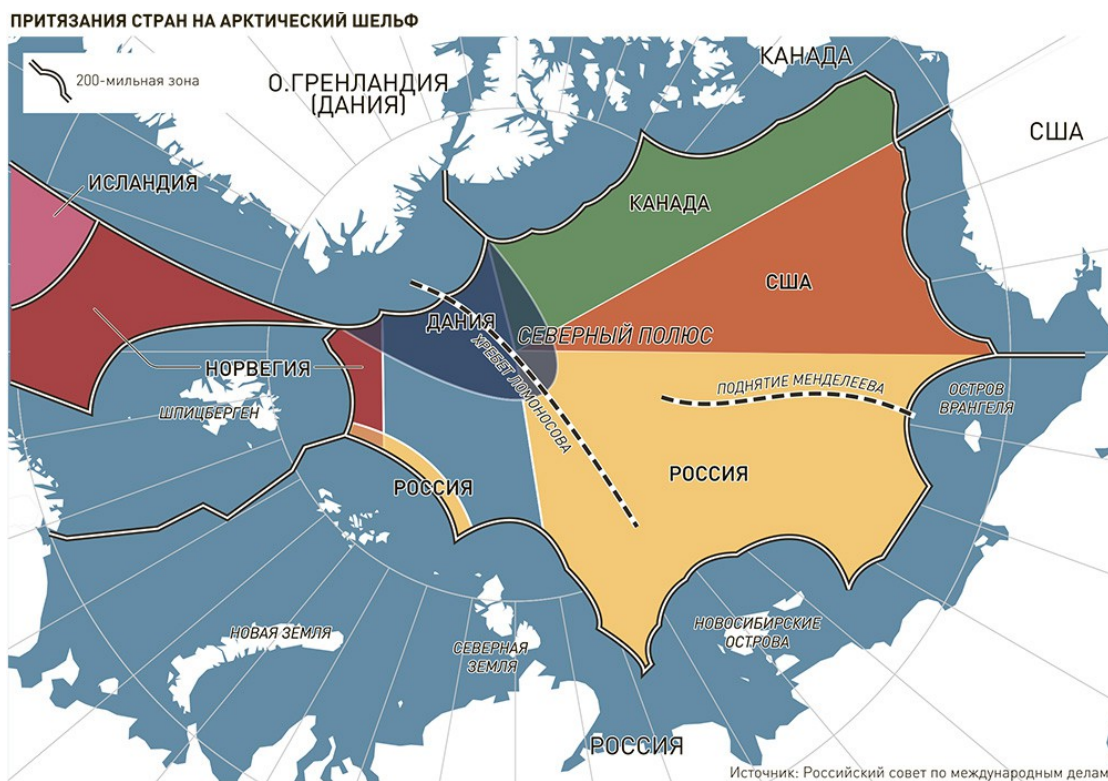 ПРИТЯЗАНИЯ СТРАН НА АРКТИЧЕСКИЙ ШЕЛЬФ
200-мильная зона
О.ГРЕНЛАНДИЯ
(ДАНИЯ)
КАНАДА
США
ИСЛАНДИЯ
КАНАДА
США
ДАНИЯ
СЕВЕРНЫЙ ПОЛЮС
ХРЕБЕТ ЛОМОНОСОВА
НОРВЕГИЯ
ШПИЦБЕРГЕН
ПОДНЯТИЕ МЕНДЕЛЕЕВА
ОСТРОВ
ВРАНГЕЛЯ
РОССИЯ
РОССИЯ
НОВАЯ ЗЕМЛЯ
СЕВЕРНАЯ
ЗЕМЛЯ
НОВОСИБИРСКИЕ
ОСТРОВА
РОССИЯ
Источник: Российский совет по международным делам